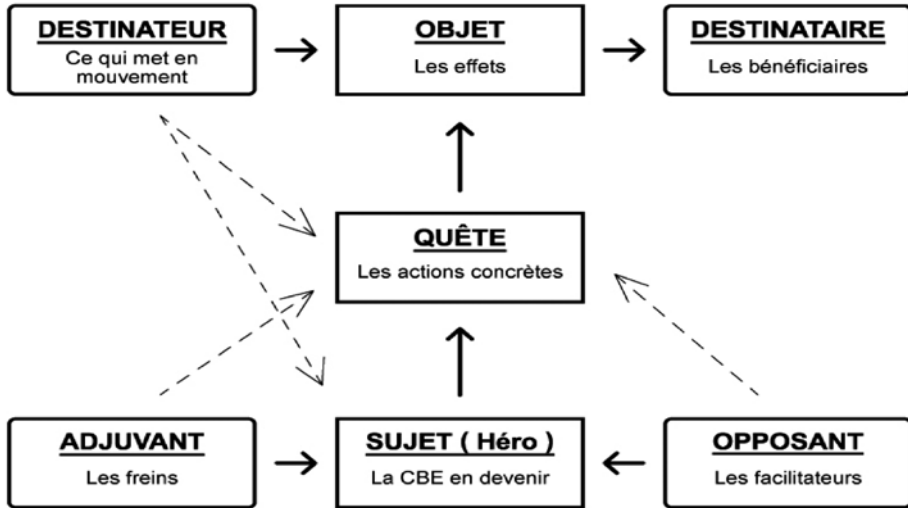 DESTINATEUR
Ce qui met en
mouvement
OBJET
Les effets
DESTINATAIRE
Les bénéficiaires
QUÊTE
Les actions concrètes
ADJUVANT
Les freins
SUJET ( Héro )
La CBE en devenir
OPPOSANT
Les facilitateurs